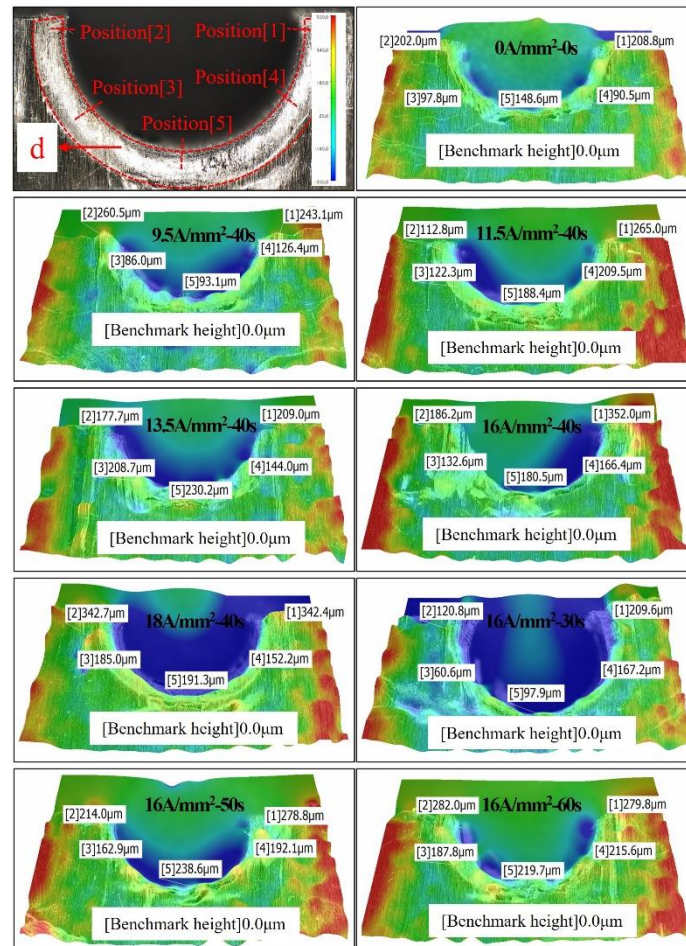 Position[2]
Position[1]
Position[3]
Position[4]
Position[5]
d
0A/mm²-0s
[2]202.0μm
[1]208.8μm
[3]97.8μm
[5]148.6μm
[4]90.5μm
[Benchmark height]0.0μm
9.5A/mm²-40s
[2]260.5μm
[1]243.1μm
[3]86.0μm
[4]126.4μm
[5]93.1μm
[Benchmark height]0.0μm
11.5A/mm²-40s
[2]112.8μm
[1]265.0μm
[3]122.3μm
[4]209.5μm
[5]188.4μm
[Benchmark height]0.0μm
13.5A/mm²-40s
[2]177.7μm
[1]209.0μm
[3]208.7μm
[4]144.0μm
[5]230.2μm
[Benchmark height]0.0μm
16A/mm²-40s
[2]186.2μm
[1]352.0μm
[3]132.6μm
[4]166.4μm
[5]180.5μm
[Benchmark height]0.0μm
18A/mm²-40s
[2]342.7μm
[1]342.4μm
[3]185.0μm
[4]152.2μm
[5]191.3μm
[Benchmark height]0.0μm
16A/mm²-30s
[2]120.8μm
[1]209.6μm
[3]60.6μm
[4]167.2μm
[5]97.9μm
[Benchmark height]0.0μm
16A/mm²-50s
[2]214.0μm
[1]278.8μm
[3]162.9μm
[4]192.1μm
[5]238.6μm
[Benchmark height]0.0μm
16A/mm²-60s
[2]282.0μm
[1]279.8μm
[3]187.8μm
[4]215.6μm
[5]219.7μm
[Benchmark height]0.0μm